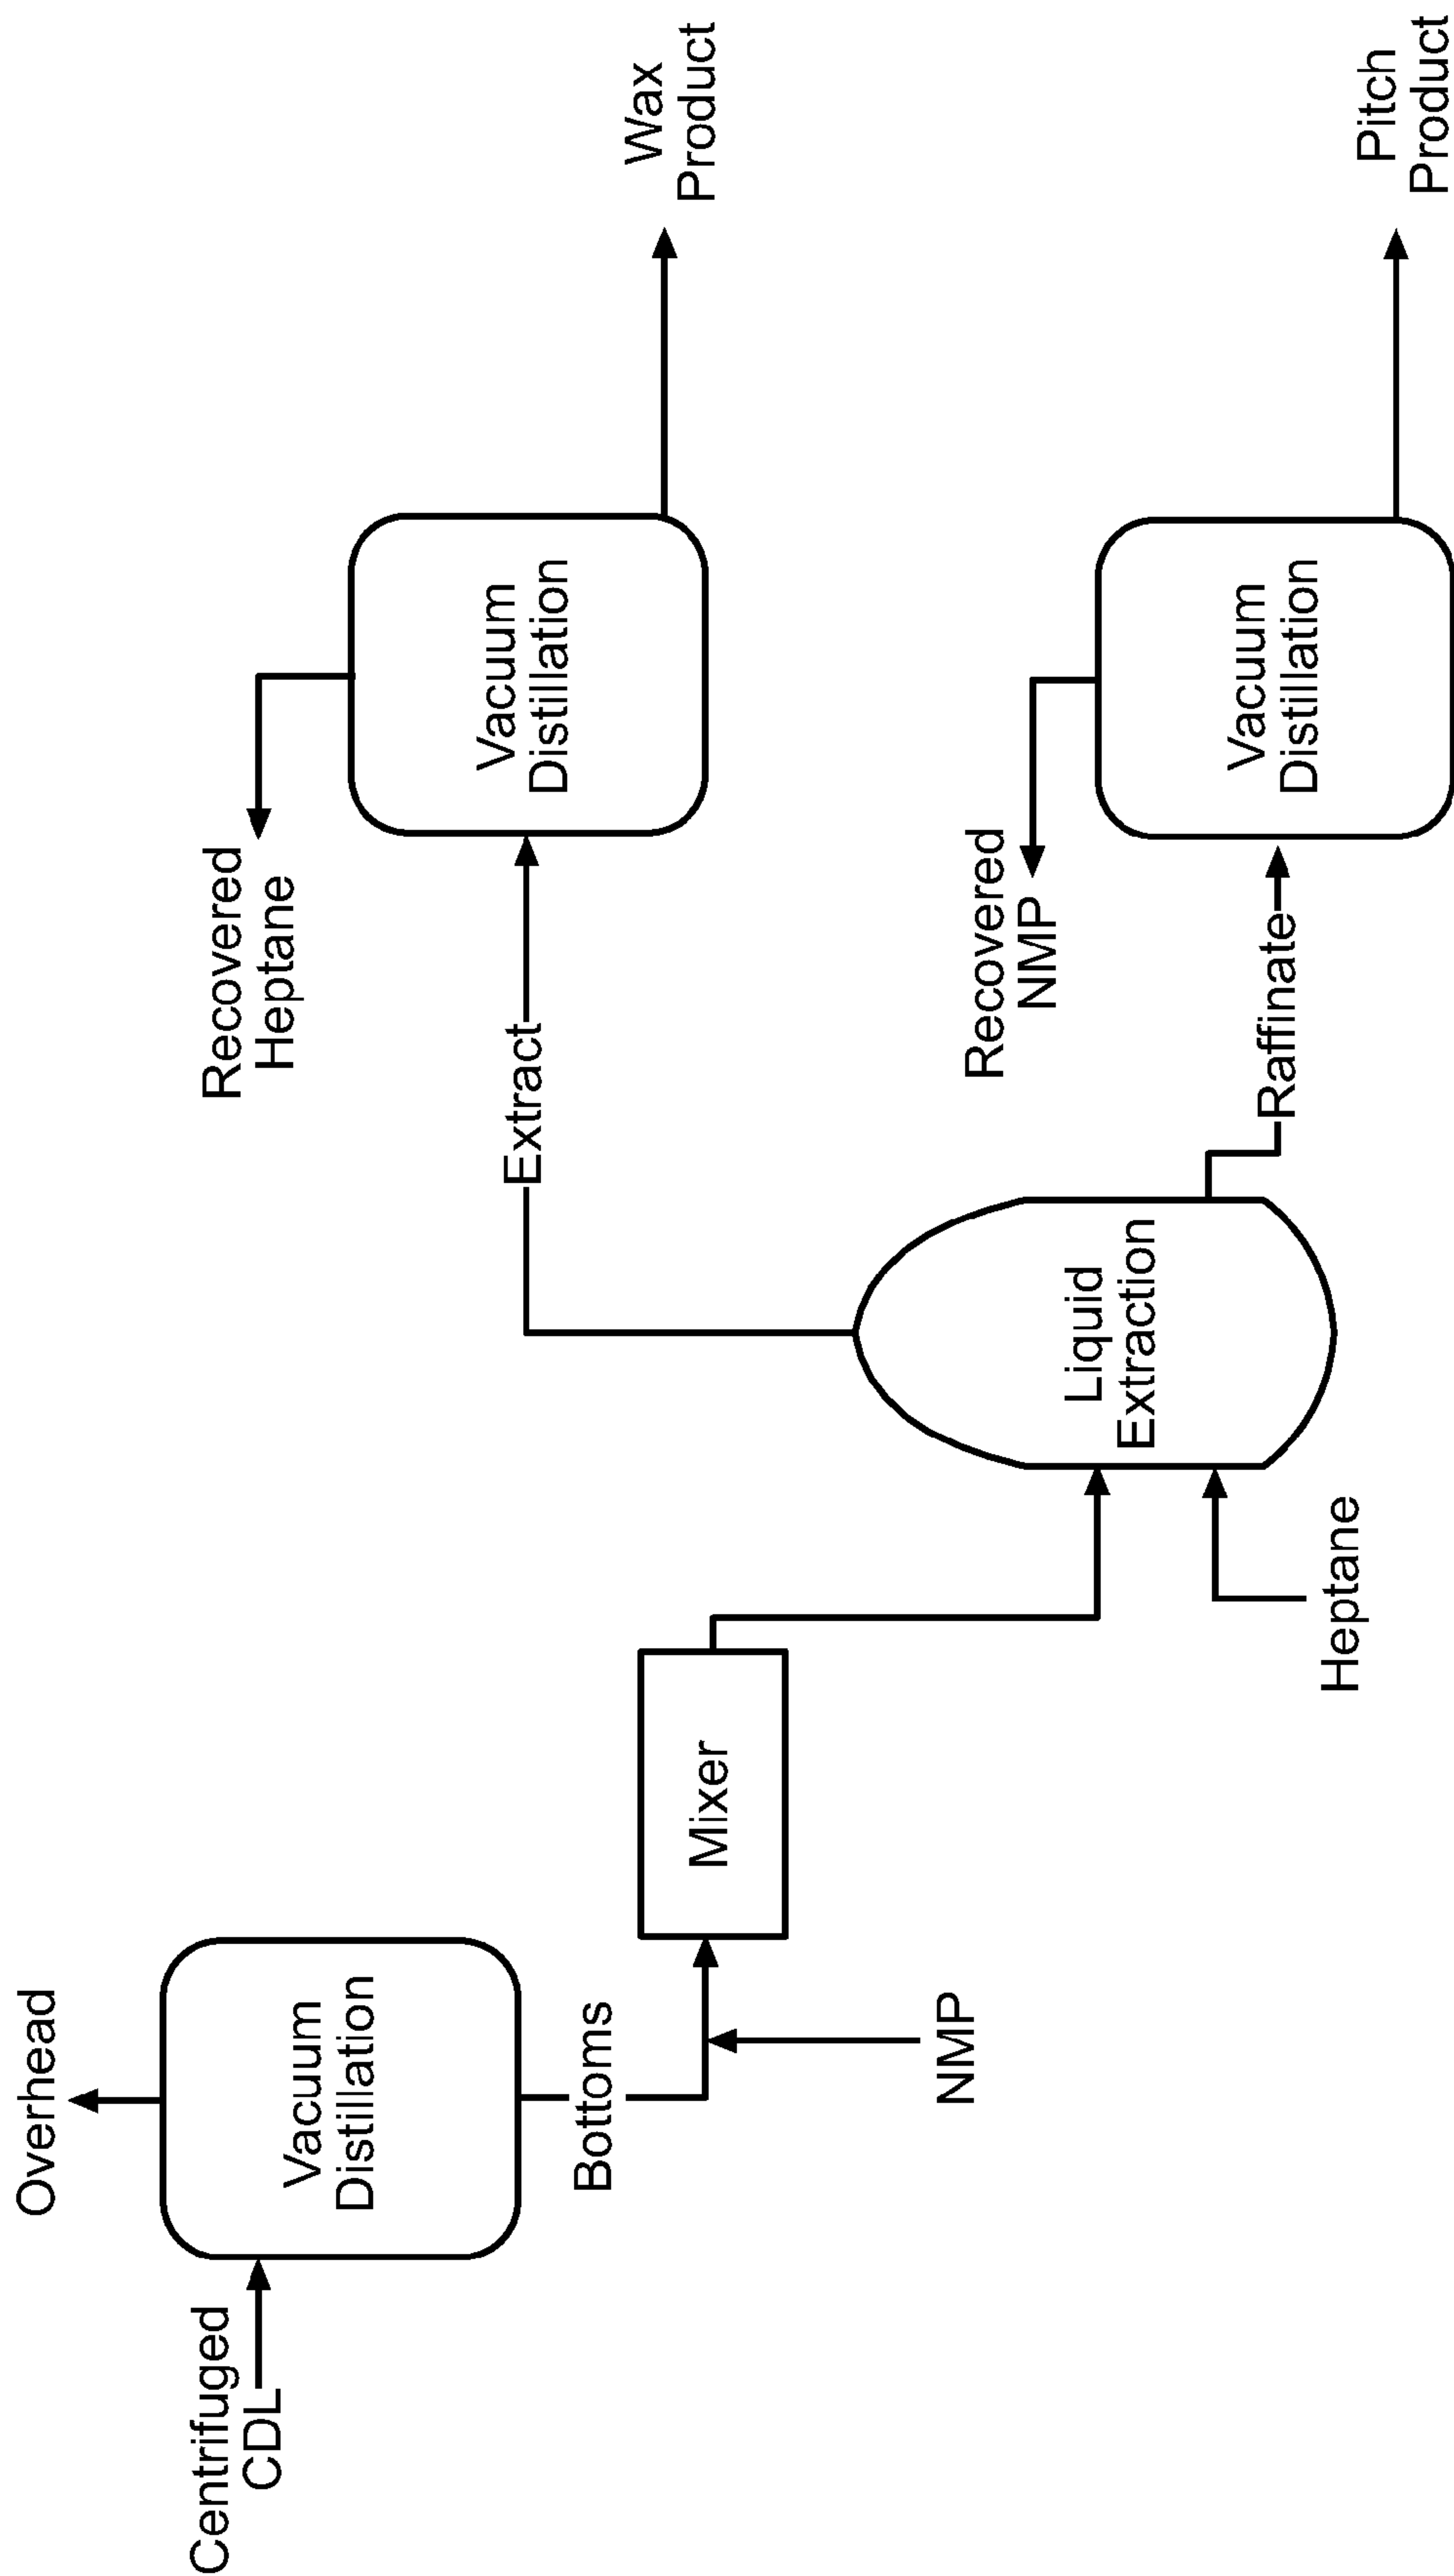 Overhead
Centrifuged
CDL
Vacuum
Distillation
Bottoms
NMP
Mixer
Heptane
Liquid
Extraction
Extract
Raffinate
Recovered
Heptane
Vacuum
Distillation
Wax
Product
Recovered
NMP
Vacuum
Distillation
Pitch
Product